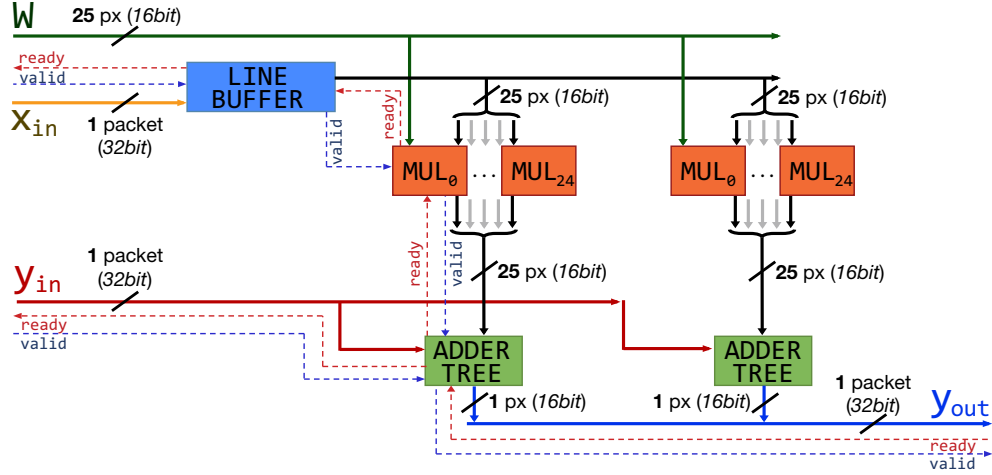 W
25 px (16bit)
ready
valid
LINE
BUFFER
xin
1 packet
(32bit)
25 px (16bit)
25 px (16bit)
ready
valid
MUL0
...
MUL24
MUL0
...
MUL24
1 packet
(32bit)
yin
ready
valid
25 px (16bit)
25 px (16bit)
ready
valid
ADDER
TREE
ADDER
TREE
1 px (16bit)
1 px (16bit)
1 packet
(32bit)
yout
ready
valid